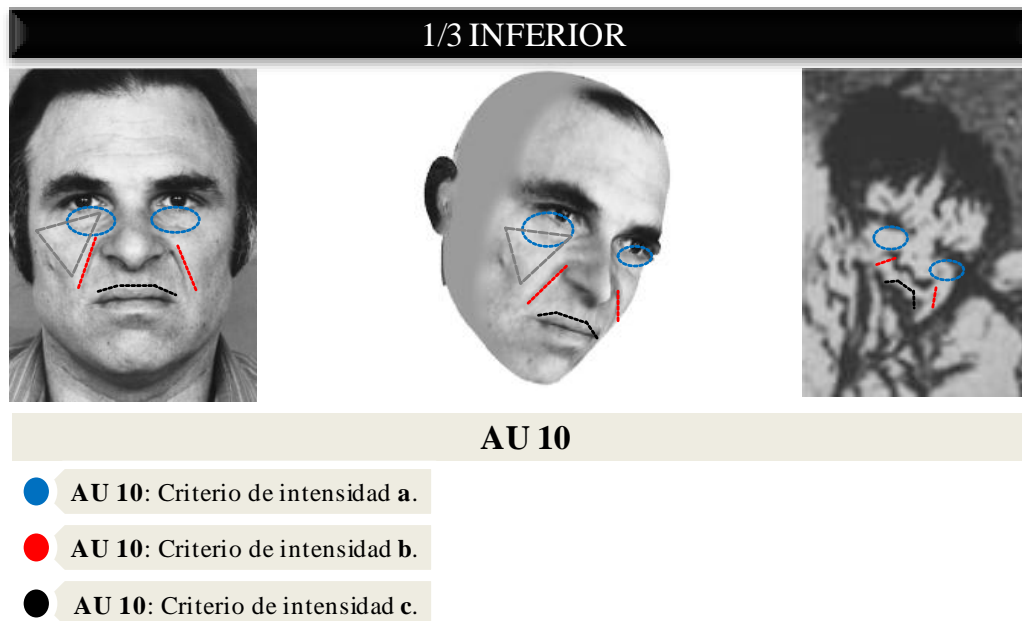 1/3 INFERIOR
AU 10
AU 10: Criterio de intensidad a.
AU 10: Criterio de intensidad b.
AU 10: Criterio de intensidad c.